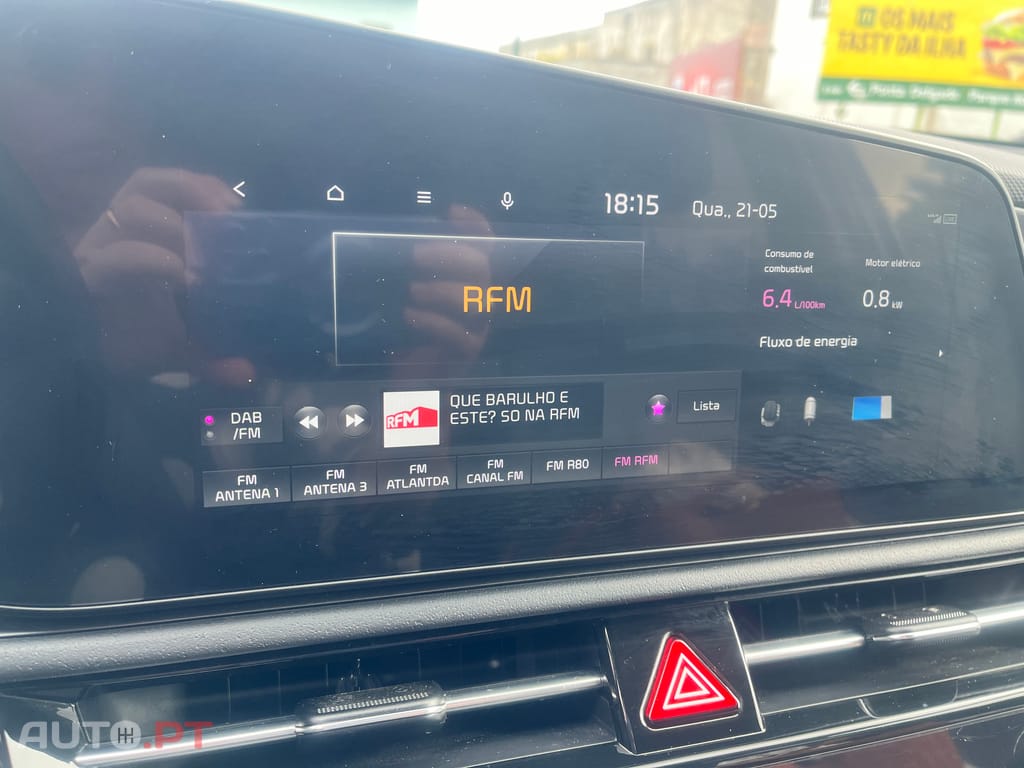 OS MAIS
TASTY DA ILHA
Ponta Delgada
18:15
Qua., 21-05
Consumo de
combustível
Motor elétrico
6.4 L/100km
0.8 kW
RFM
Fluxo de energia
DAB
/FM
RFM
QUE BARULHO E
ESTE? SO NA RFM
Lista
FM
ANTENA 1
FM
ANTENA 3
FM
ATLANTDA
FM
CANAL FM
FM R80
FM RFM
AUTO.PT